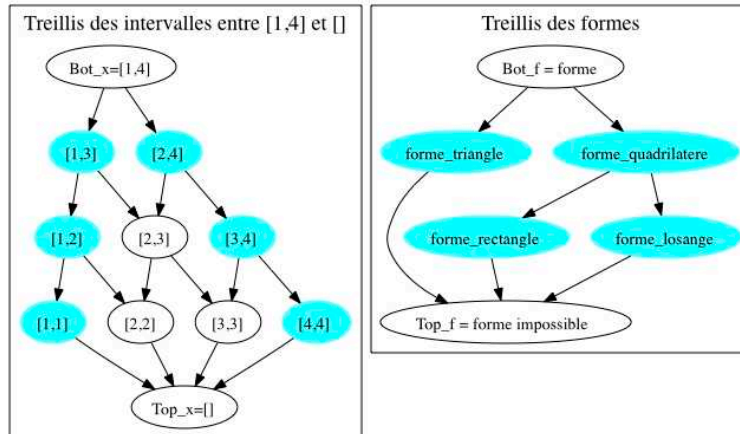 Treillis des intervalles entre [1,4] et []
Bot_x=[1,4]
[1,3]
[2,4]
[1,2]
[2,3]
[3,4]
[1,1]
[2,2]
[3,3]
[4,4]
Top_x=[]
Treillis des formes
Bot_f = forme
forme_triangle
forme_quadrilatere
forme_rectangle
forme_losange
Top_f = forme impossible